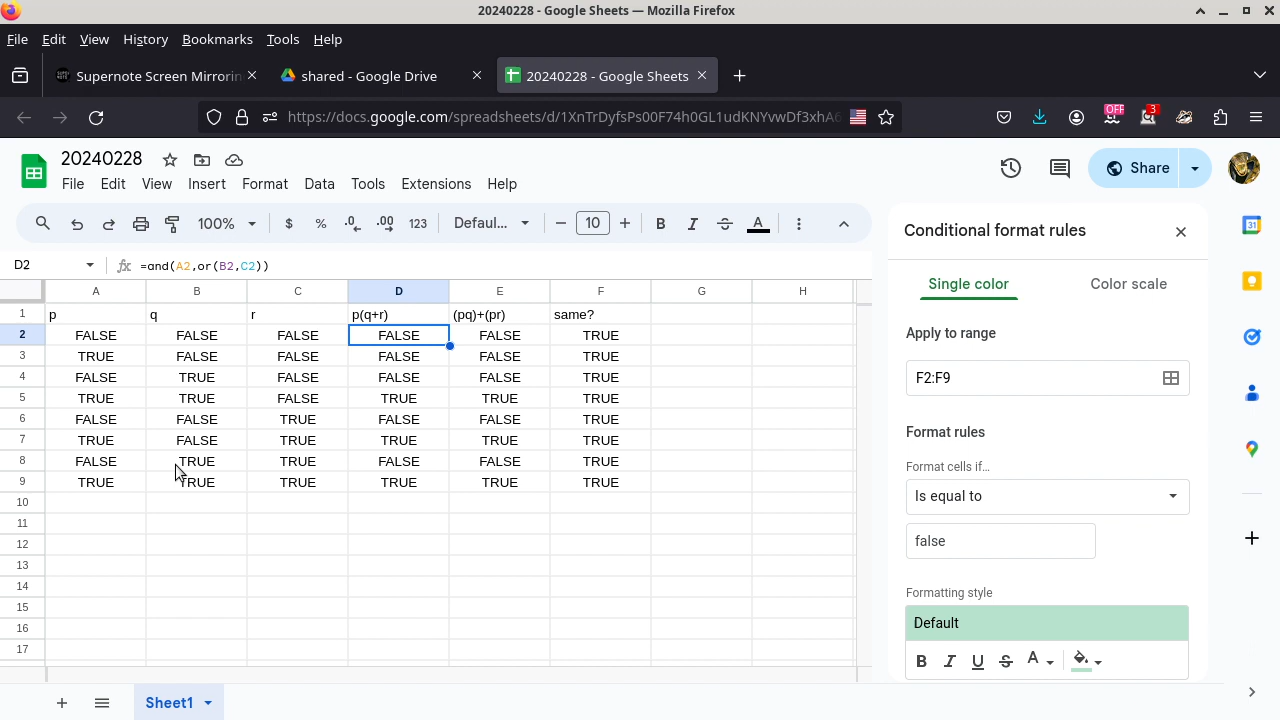 20240228 - Google Sheets — Mozilla Firefox
File Edit View History Bookmarks Tools Help
Supernote Screen Mirrorin
shared - Google Drive
20240228 - Google Sheets
https://docs.google.com/spreadsheets/d/1XnTrDyfsPs00F74h0GL1udKNYvwDf3xhA6
OFF
3
20240228
File Edit View Insert Format Data Tools Extensions Help
Share
100% $ % .0 .00 123 Defaul... 10 B I S A
D2 fx =and(A2,or(B2,C2))
A B C D E F G H
1 p q r p(q+r) (pq)+(pr) same?
2 FALSE FALSE FALSE FALSE FALSE TRUE
3 TRUE FALSE FALSE FALSE FALSE TRUE
4 FALSE TRUE FALSE FALSE FALSE TRUE
5 TRUE TRUE FALSE TRUE TRUE TRUE
6 FALSE FALSE TRUE FALSE FALSE TRUE
7 TRUE FALSE TRUE TRUE TRUE TRUE
8 FALSE TRUE TRUE FALSE FALSE TRUE
9 TRUE TRUE TRUE TRUE TRUE TRUE
10
11
12
13
14
15
16
17
Sheet1
Conditional format rules
Single color Color scale
Apply to range
F2:F9
Format rules
Format cells if…
Is equal to
false
Formatting style
Default
B I U S A
31